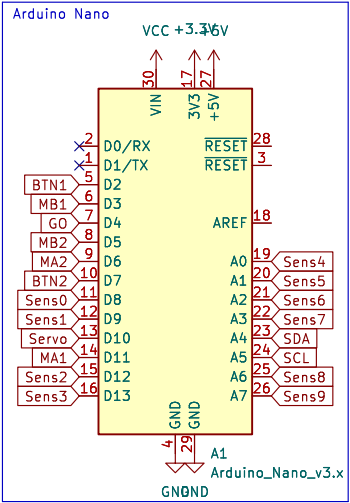 Arduino Nano
VCC +3.3V +5V
30 17 27
VIN 3V3 +5V
2 D0/RX RESET 28
1 D1/TX RESET 3
BTN1 5 D2
MB1 6 D3
GO 7 D4 AREF 18
MB2 8 D5
MA2 9 D6 A0 19 Sens4
BTN2 10 D7 A1 20 Sens5
Sens0 11 D8 A2 21 Sens6
Sens1 12 D9 A3 22 Sens7
Servo 13 D10 A4 23 SDA
MA1 14 D11 A5 24 SCL
Sens2 15 D12 A6 25 Sens8
Sens3 16 D13 A7 26 Sens9
GND GND
4 29
A1
Arduino_Nano_v3.x
GND GND